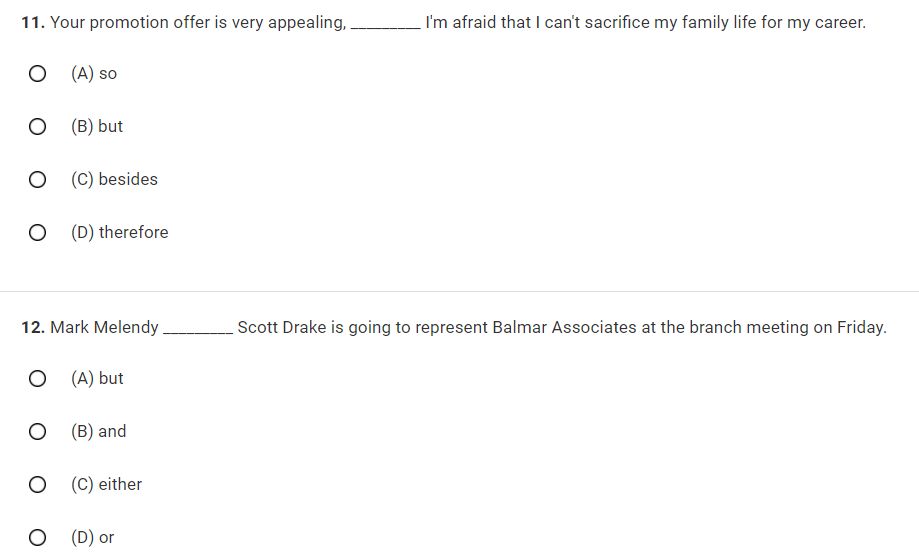 11. Your promotion offer is very appealing, _________ I'm afraid that I can't sacrifice my family life for my career.
(A) so
(B) but
(C) besides
(D) therefore
12. Mark Melendy _________ Scott Drake is going to represent Balmar Associates at the branch meeting on Friday.
(A) but
(B) and
(C) either
(D) or